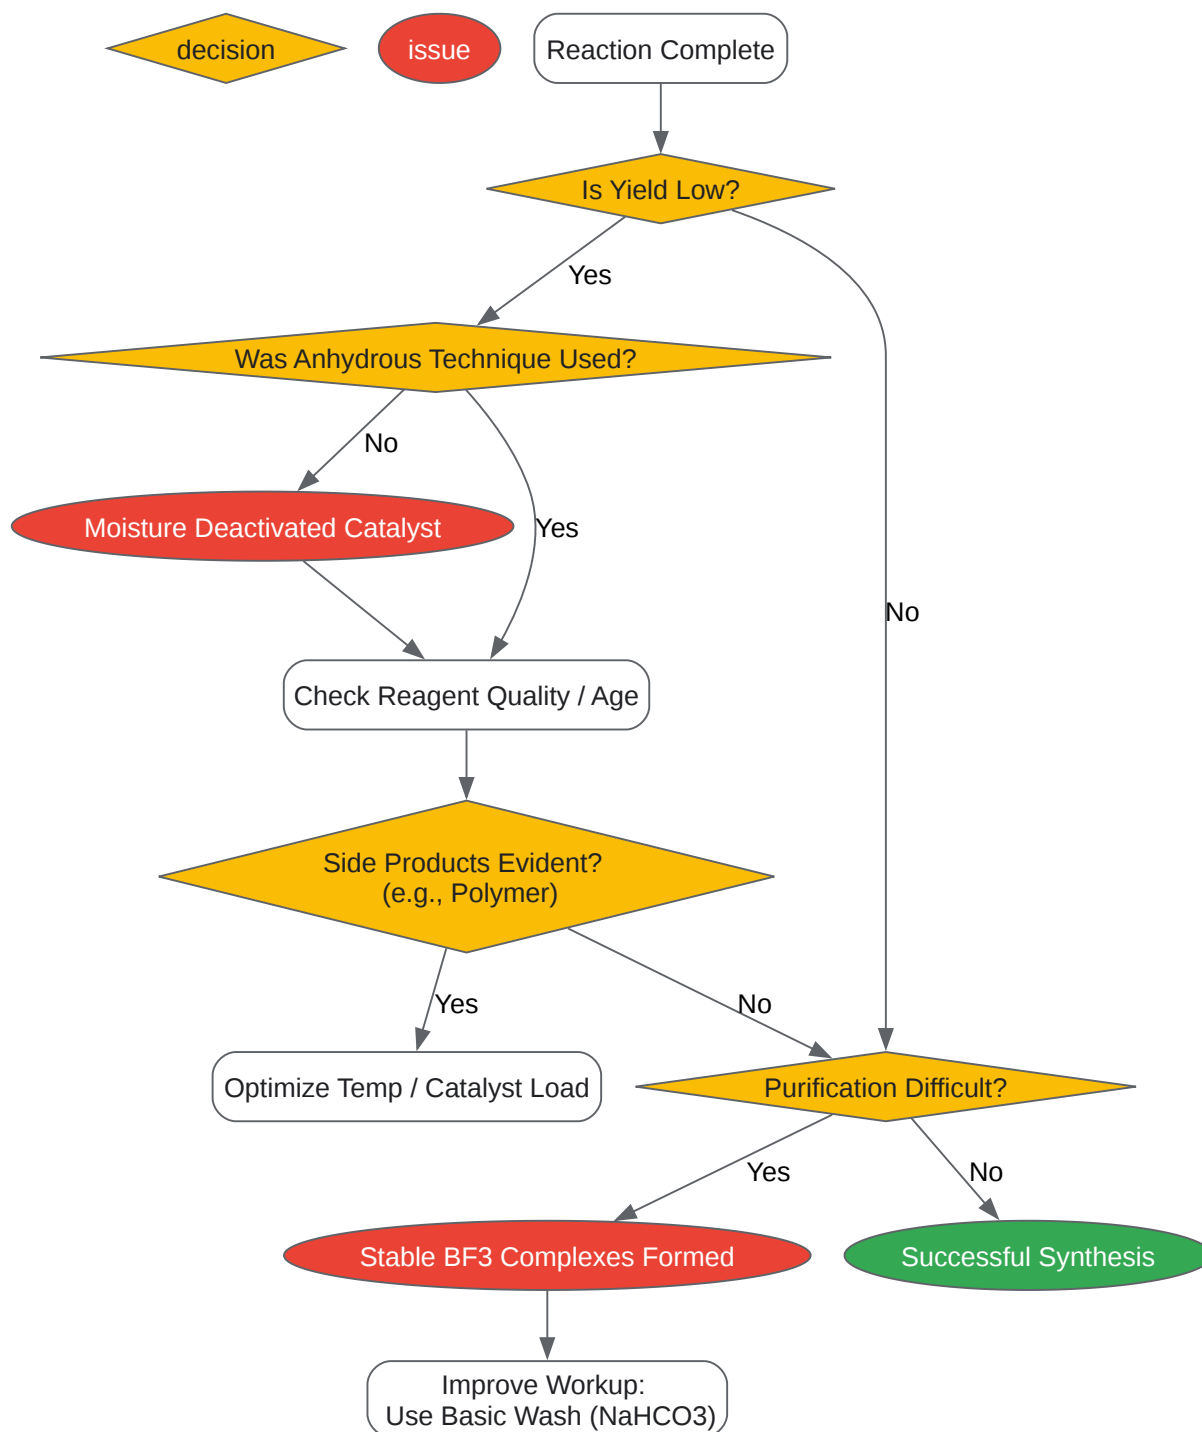 decision
issue
Reaction Complete
Is Yield Low?
Yes
Was Anhydrous Technique Used?
No
Moisture Deactivated Catalyst
Yes
No
Check Reagent Quality / Age
Side Products Evident?
(e.g., Polymer)
Yes
No
Optimize Temp / Catalyst Load
Purification Difficult?
Yes
No
Stable BF3 Complexes Formed
Successful Synthesis
Improve Workup:
Use Basic Wash (NaHCO3)